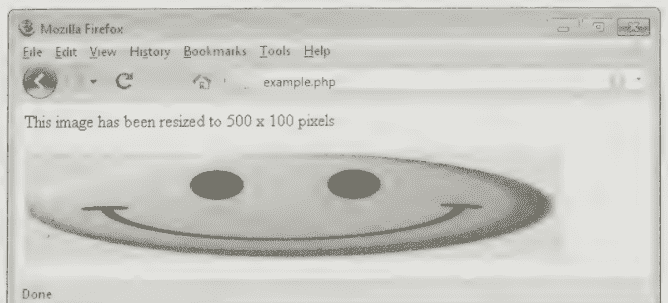 Mozilla Firefox
File Edit View History Bookmarks Tools Help
example.php
This image has been resized to 500 x 100 pixels
Done